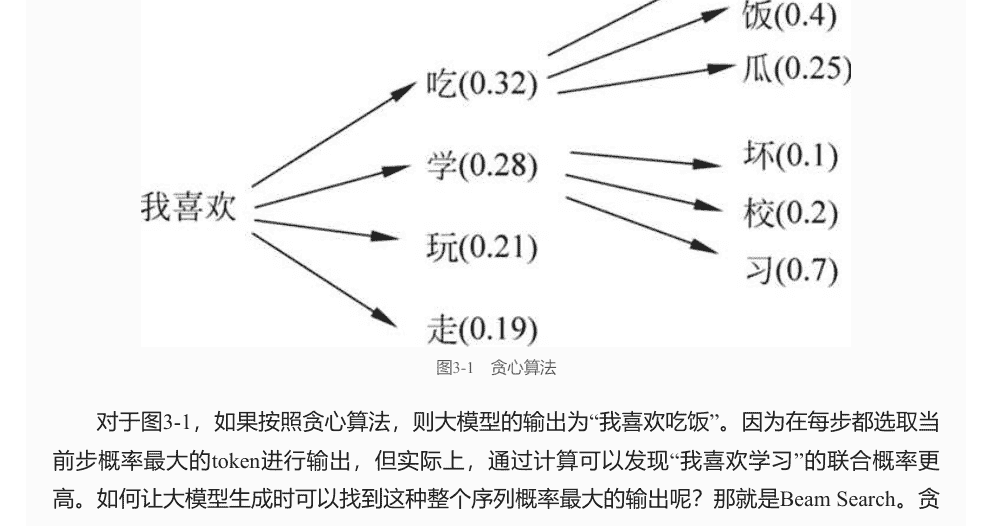 饭(0.4)
吃(0.32)
瓜(0.25)
学(0.28)
坏(0.1)
我喜欢
校(0.2)
玩(0.21)
习(0.7)
走(0.19)
图3-1 贪心算法
对于图3-1，如果按照贪心算法，则大模型的输出为“我喜欢吃饭”。因为在每步都选取当
前步概率最大的token进行输出，但实际上，通过计算可以发现“我喜欢学习”的联合概率更
高。如何让大模型生成时可以找到这种整个序列概率最大的输出呢？那就是Beam Search。贪